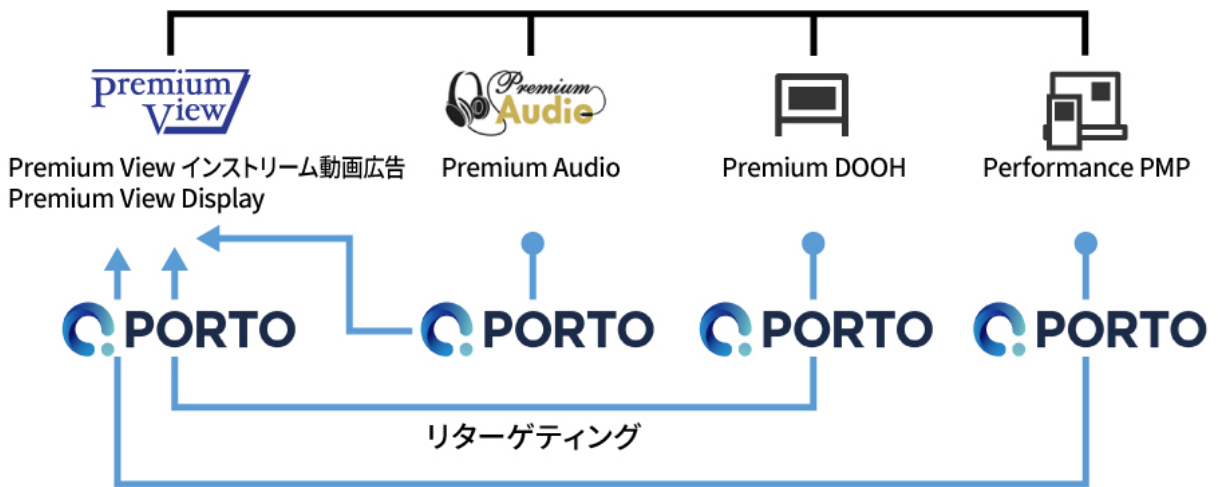 Premium View
Premium Audio
Premium View インストリーム動画広告
Premium View Display
Premium Audio
Premium DOOH
Performance PMP
PORTO
PORTO
PORTO
PORTO
リターゲティング